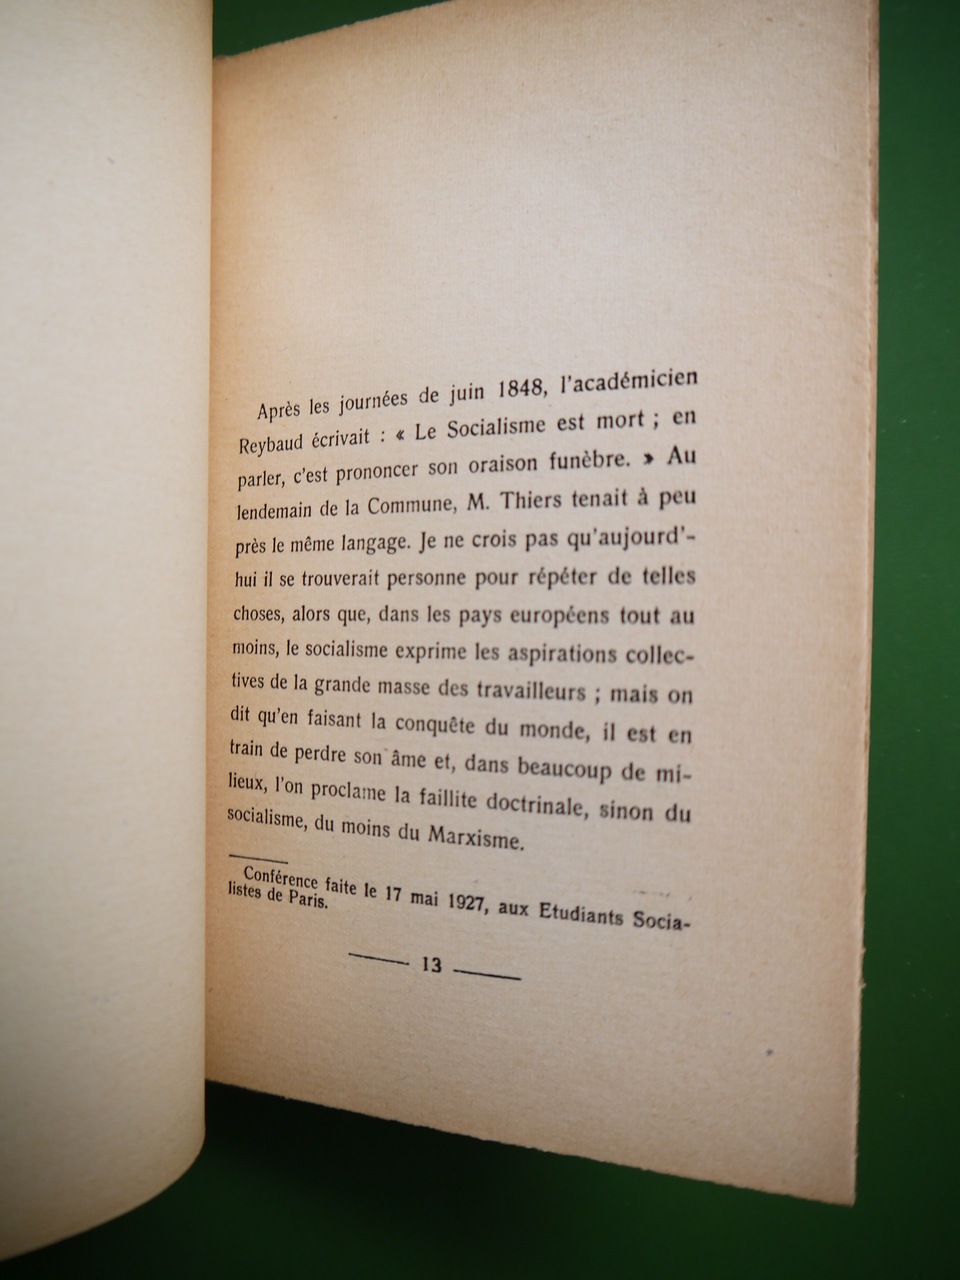 Après les journées de juin 1848, l'académicien
Reybaud écrivait : « Le Socialisme est mort ; en
parler, c'est prononcer son oraison funèbre. » Au
lendemain de la Commune, M. Thiers tenait à peu
près le même langage. Je ne crois pas qu'aujourd'-
hui il se trouverait personne pour répéter de telles
choses, alors que, dans les pays européens tout au
moins, le socialisme exprime les aspirations collec-
tives de la grande masse des travailleurs ; mais on
dit qu'en faisant la conquête du monde, il est en
train de perdre son âme et, dans beaucoup de mi-
lieux, l'on proclame la faillite doctrinale, sinon du
socialisme, du moins du Marxisme.
Conférence faite le 17 mai 1927, aux Etudiants Socia-
listes de Paris.
13